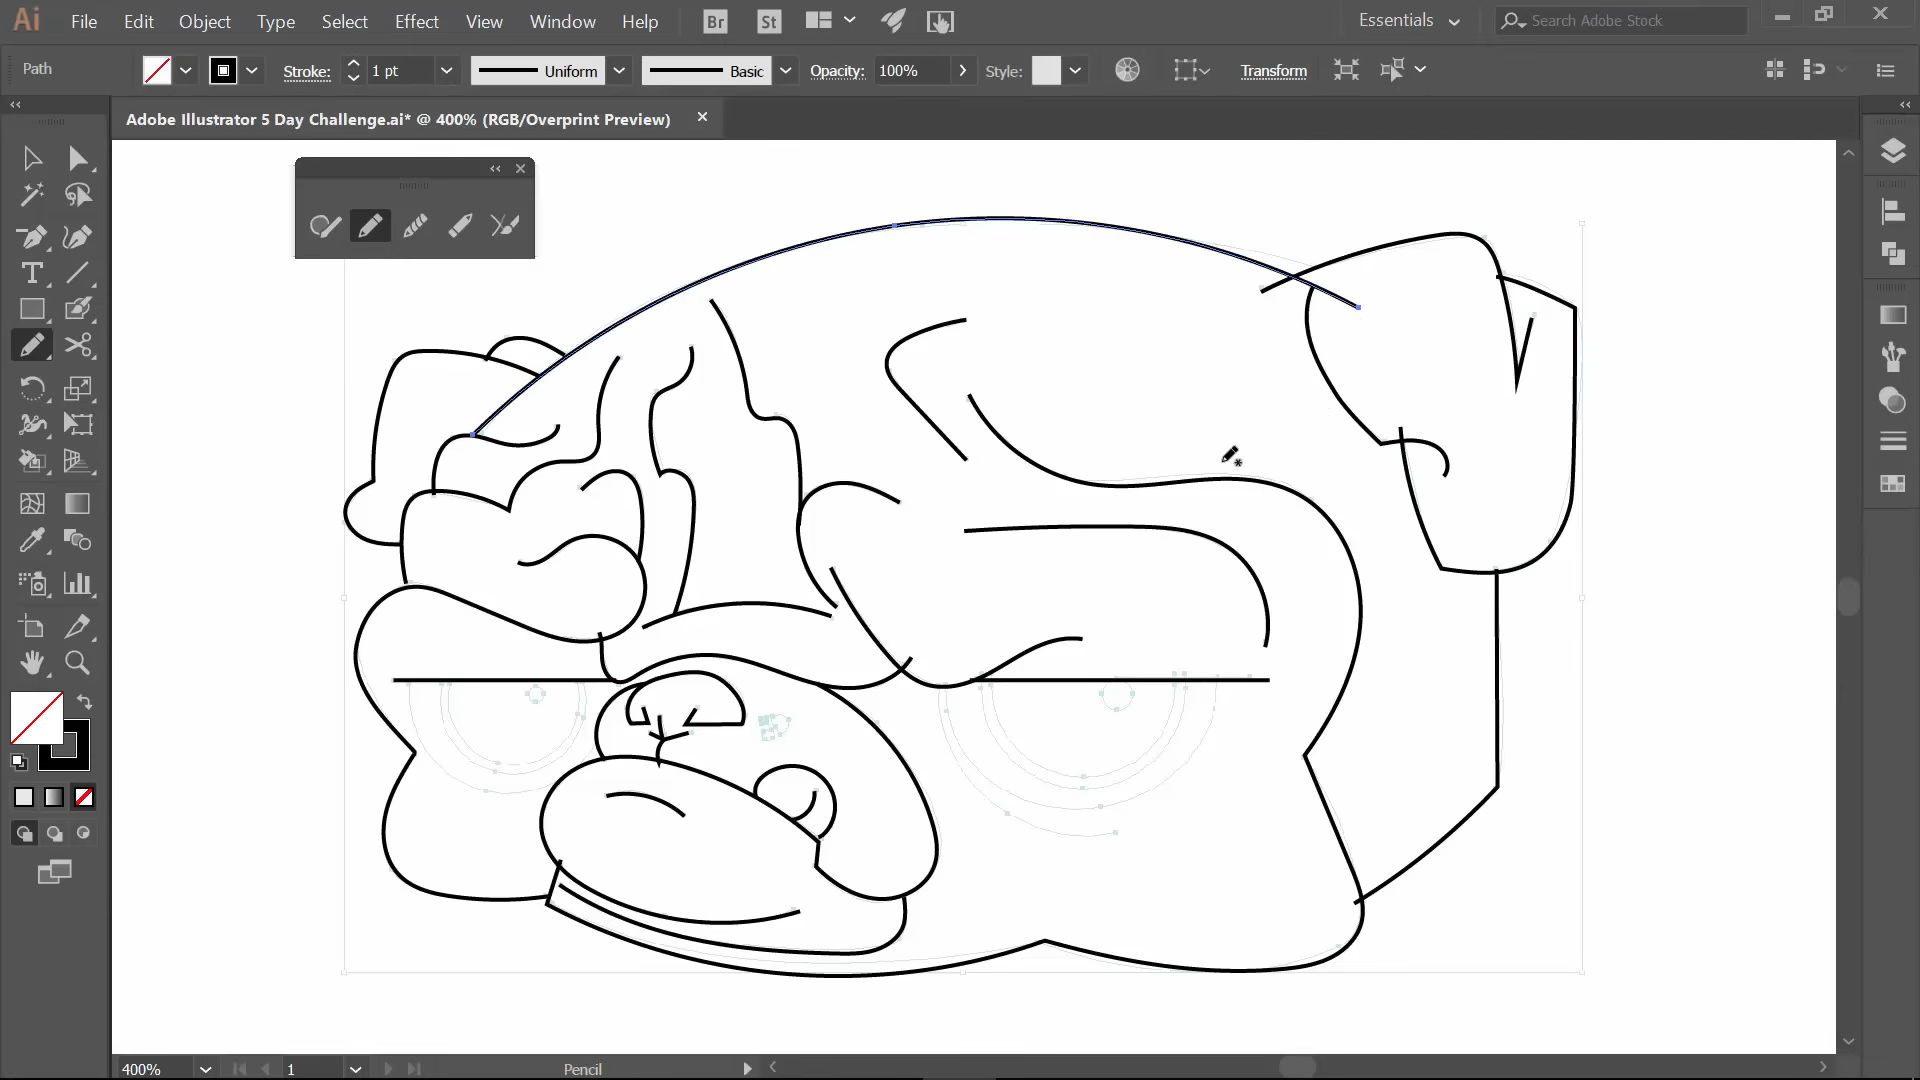 Ai File Edit Object Type Select Effect View Window Help Br St Essentials Search Adobe Stock
Path Stroke: 1 pt Uniform Basic Opacity: 100% Style: Transform
Adobe Illustrator 5 Day Challenge.ai* @ 400% (RGB/Overprint Preview)
400% 1 Pencil